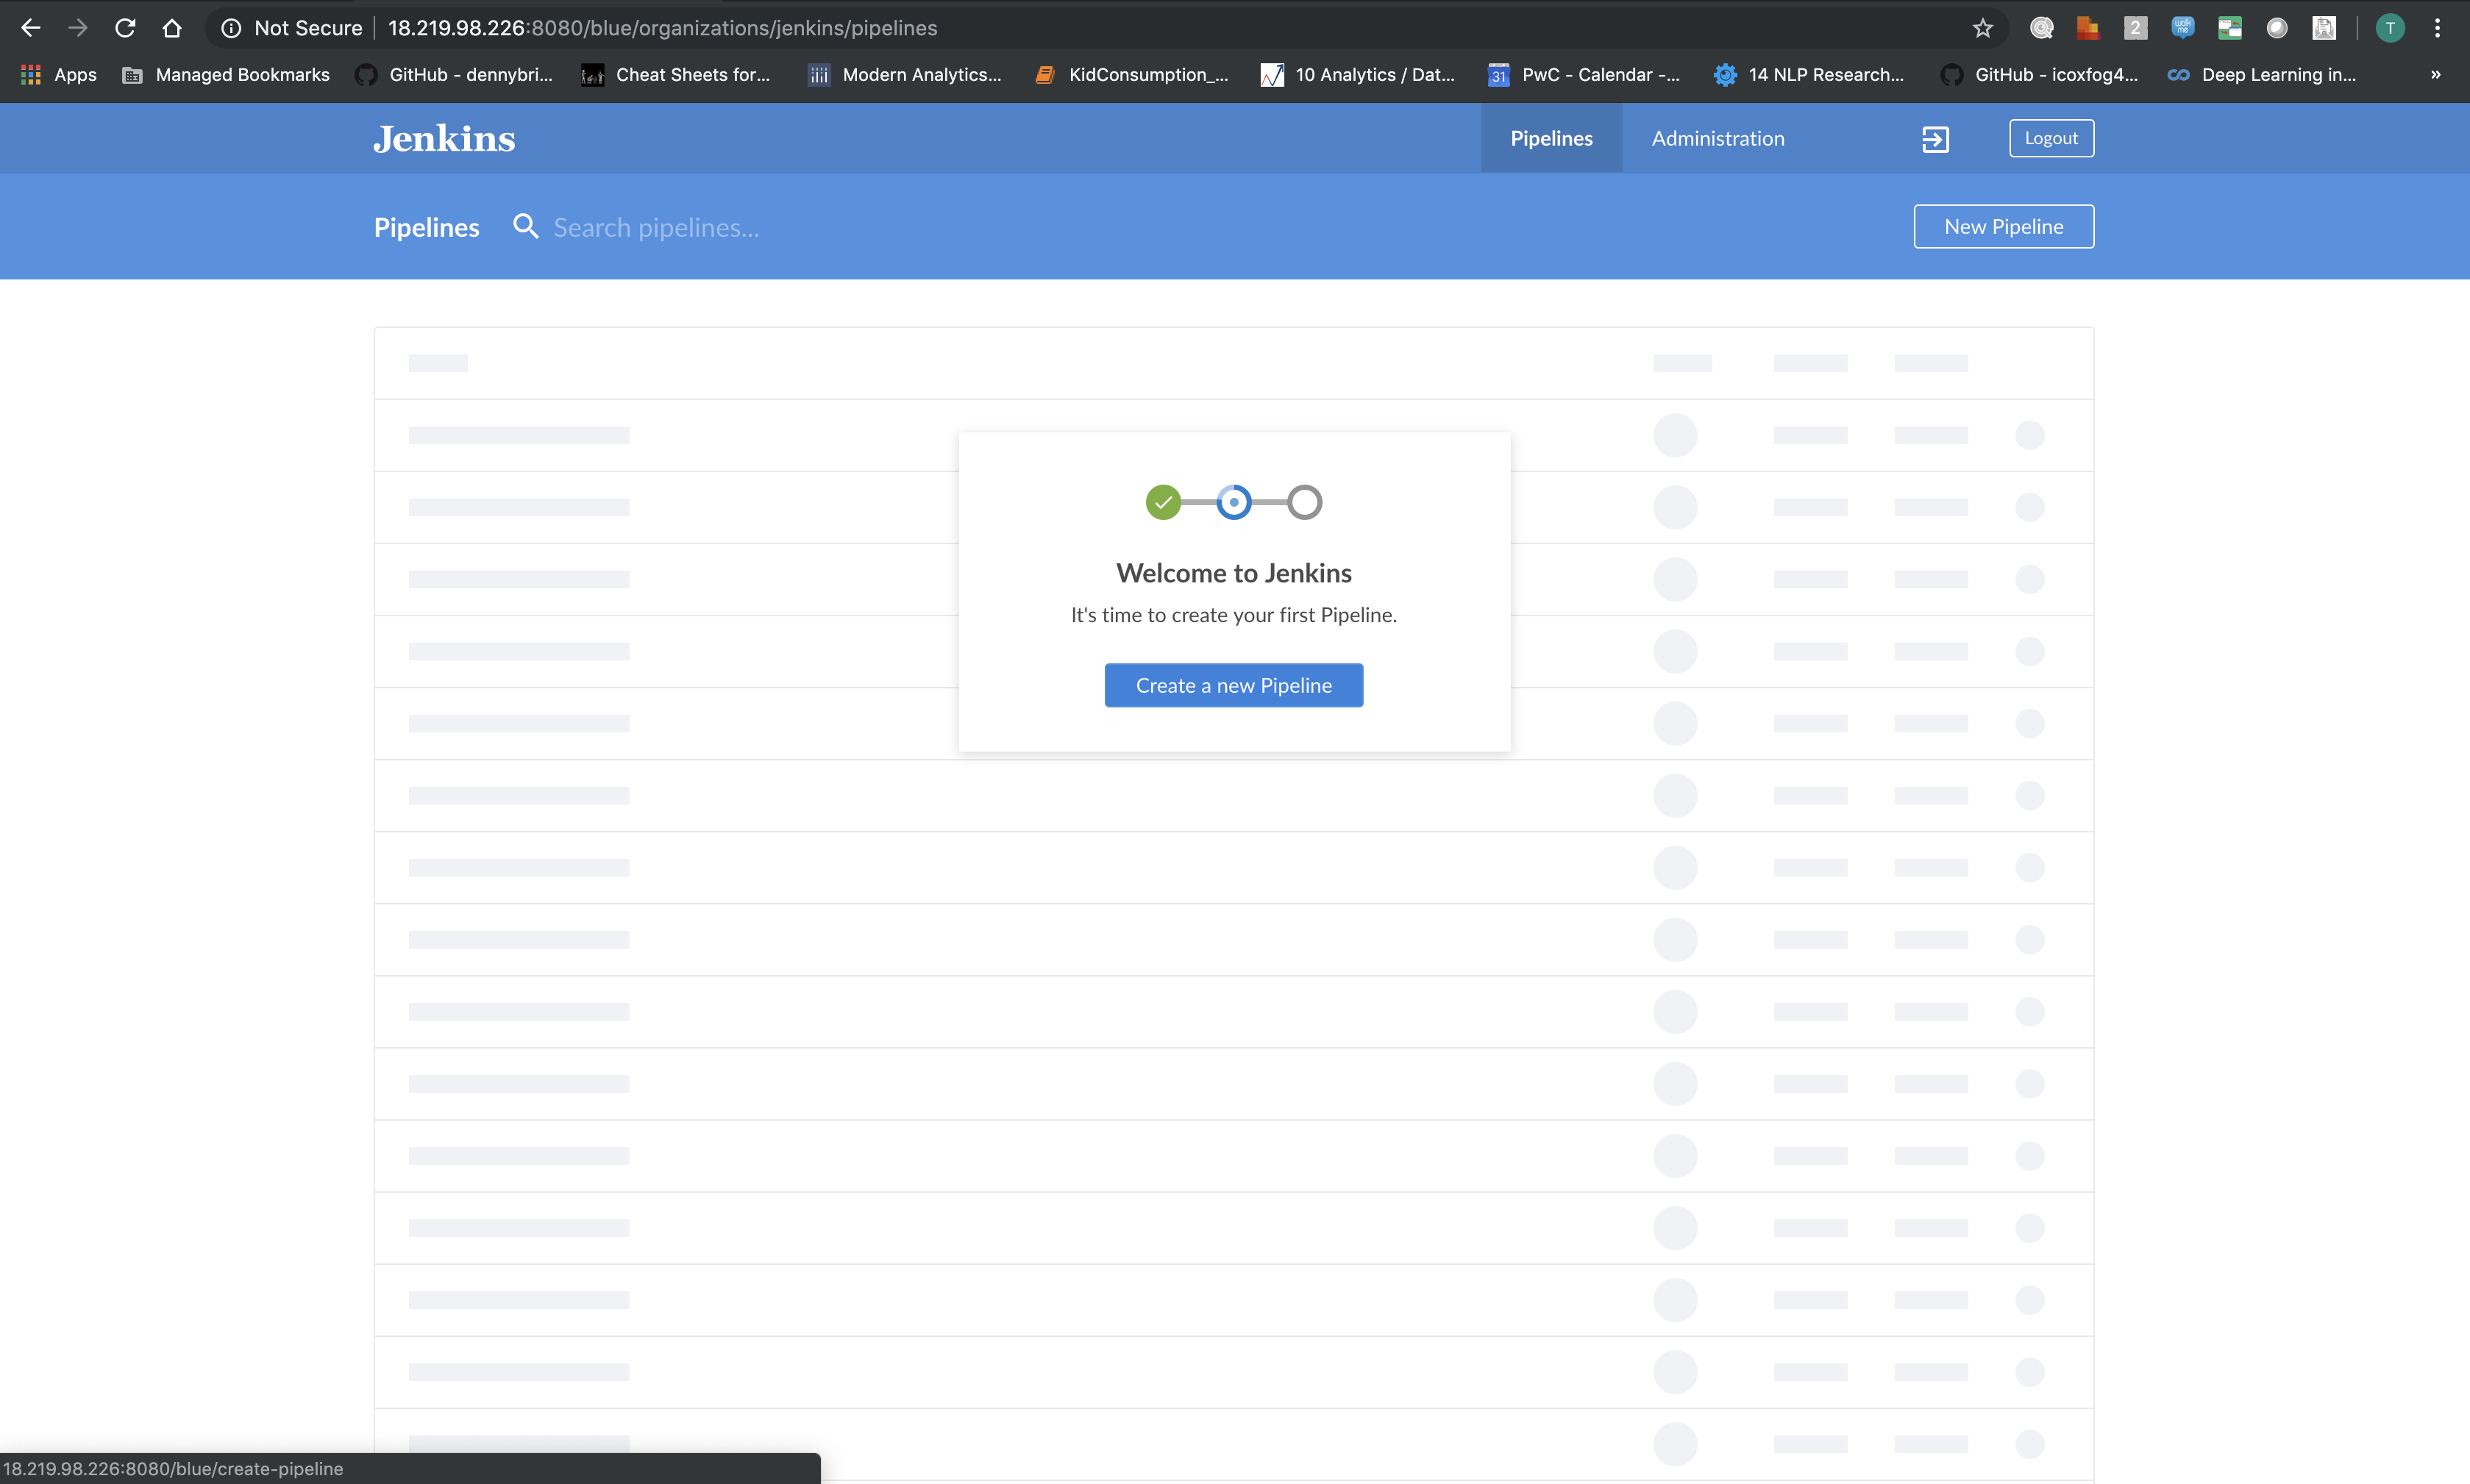 Not Secure 18.219.98.226:8080/blue/organizations/jenkins/pipelines
2
T
Apps Managed Bookmarks GitHub - dennybri... Cheat Sheets for... Modern Analytics... KidConsumption_... 10 Analytics / Dat... 31 PwC - Calendar -... 14 NLP Research... GitHub - icoxfog4... Deep Learning in... »
Jenkins Pipelines Administration Logout
Pipelines Search pipelines... New Pipeline
Welcome to Jenkins
It's time to create your first Pipeline.
Create a new Pipeline
18.219.98.226:8080/blue/create-pipeline